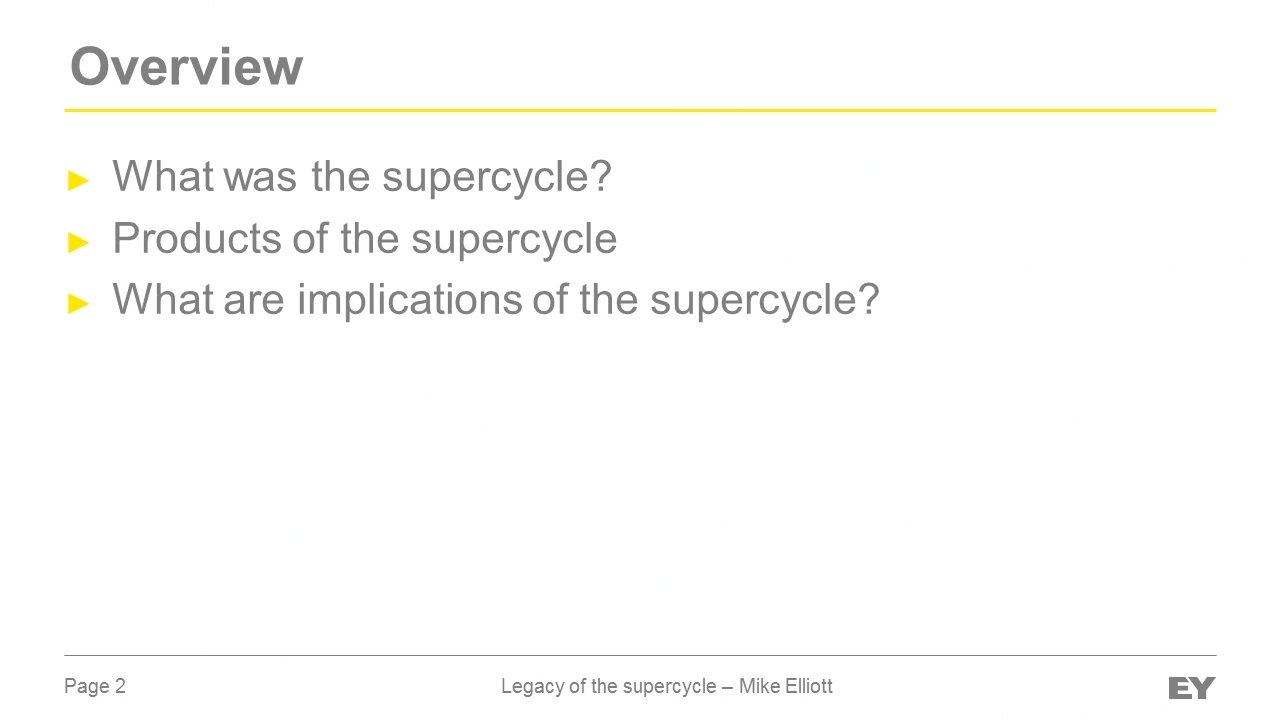 Overview
► What was the supercycle?
► Products of the supercycle
► What are implications of the supercycle?
Page 2
Legacy of the supercycle – Mike Elliott
EY